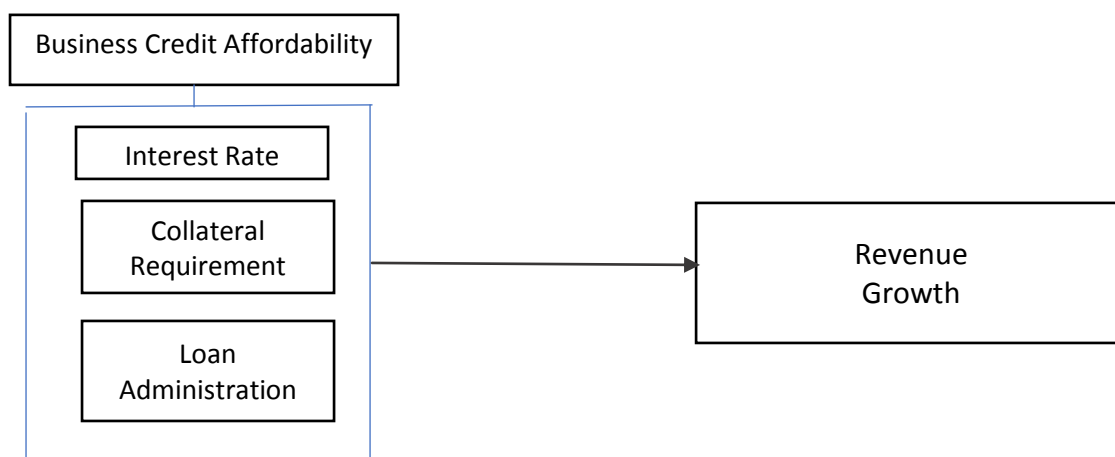 Business Credit Affordability
Interest Rate
Collateral
Requirement
Loan
Administration
Revenue
Growth